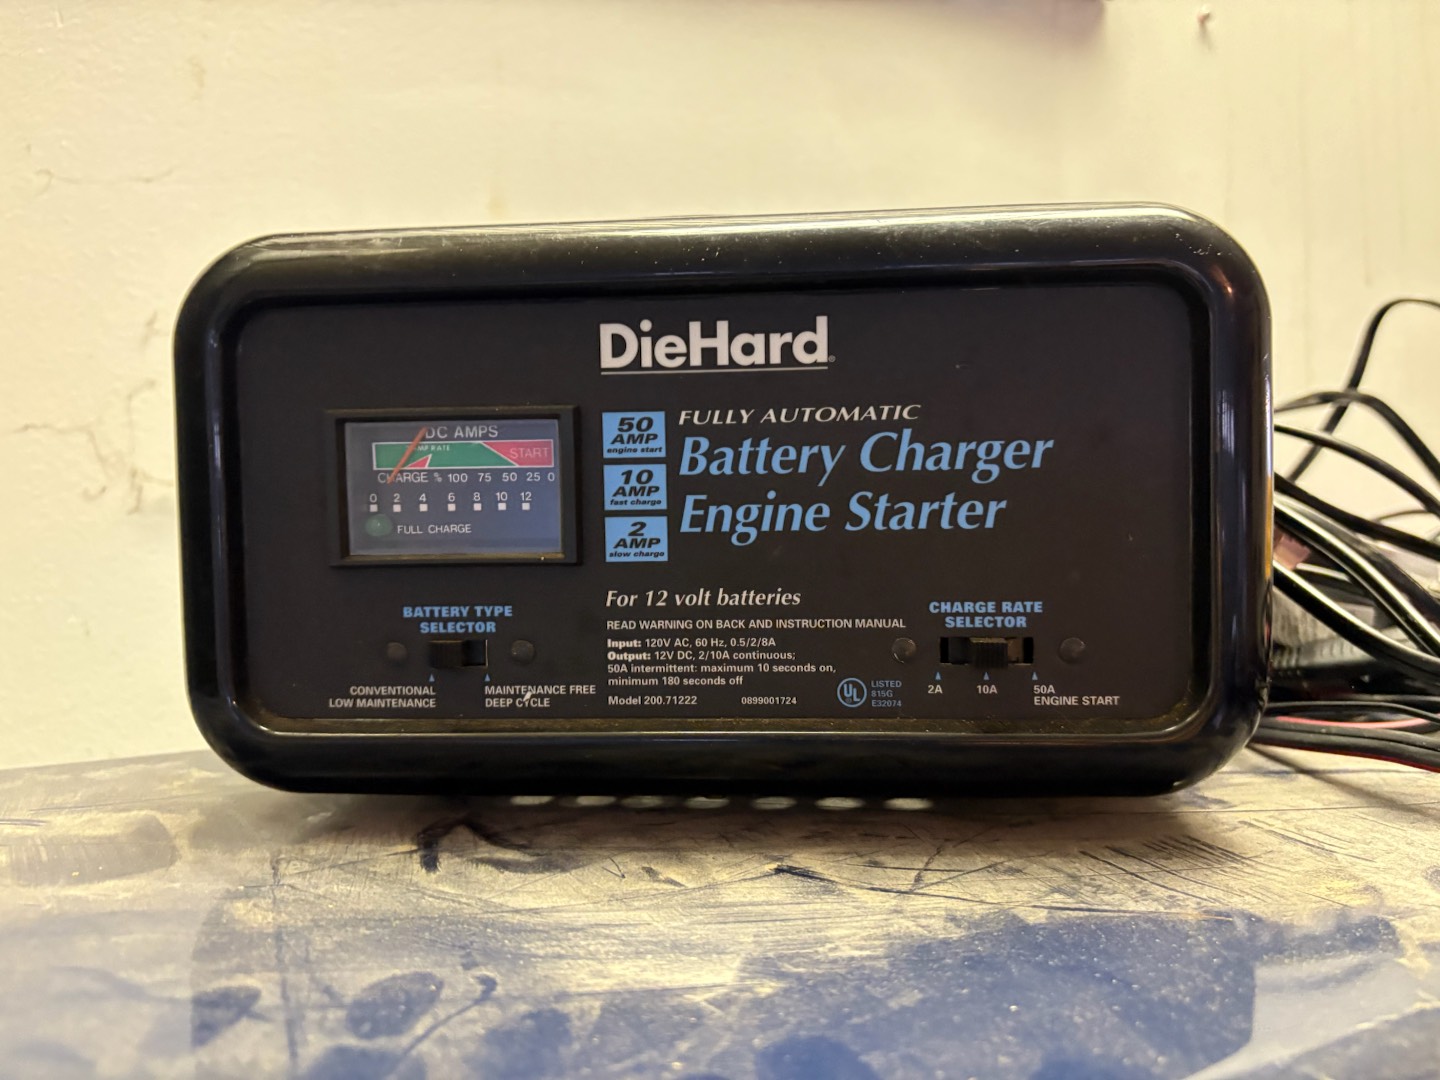 DieHard
DC AMPS
START
CHARGE % 100 75 50 25 0
0 2 4 6 8 10 12
FULL CHARGE
50
AMP
engine start
10
AMP
fast charge
2
AMP
slow charge
FULLY AUTOMATIC
Battery Charger
Engine Starter
For 12 volt batteries
READ WARNING ON BACK AND INSTRUCTION MANUAL
Input: 120V AC, 60 Hz, 0.5/2/8A
Output: 12V DC, 2/10A continuous;
50A intermittent: maximum 10 seconds on,
minimum 180 seconds off
Model 200.71222 0899001724
UL
LISTED
815G
E32074
BATTERY TYPE
SELECTOR
CONVENTIONAL
LOW MAINTENANCE
MAINTENANCE FREE
DEEP CYCLE
CHARGE RATE
SELECTOR
2A 10A 50A
ENGINE START